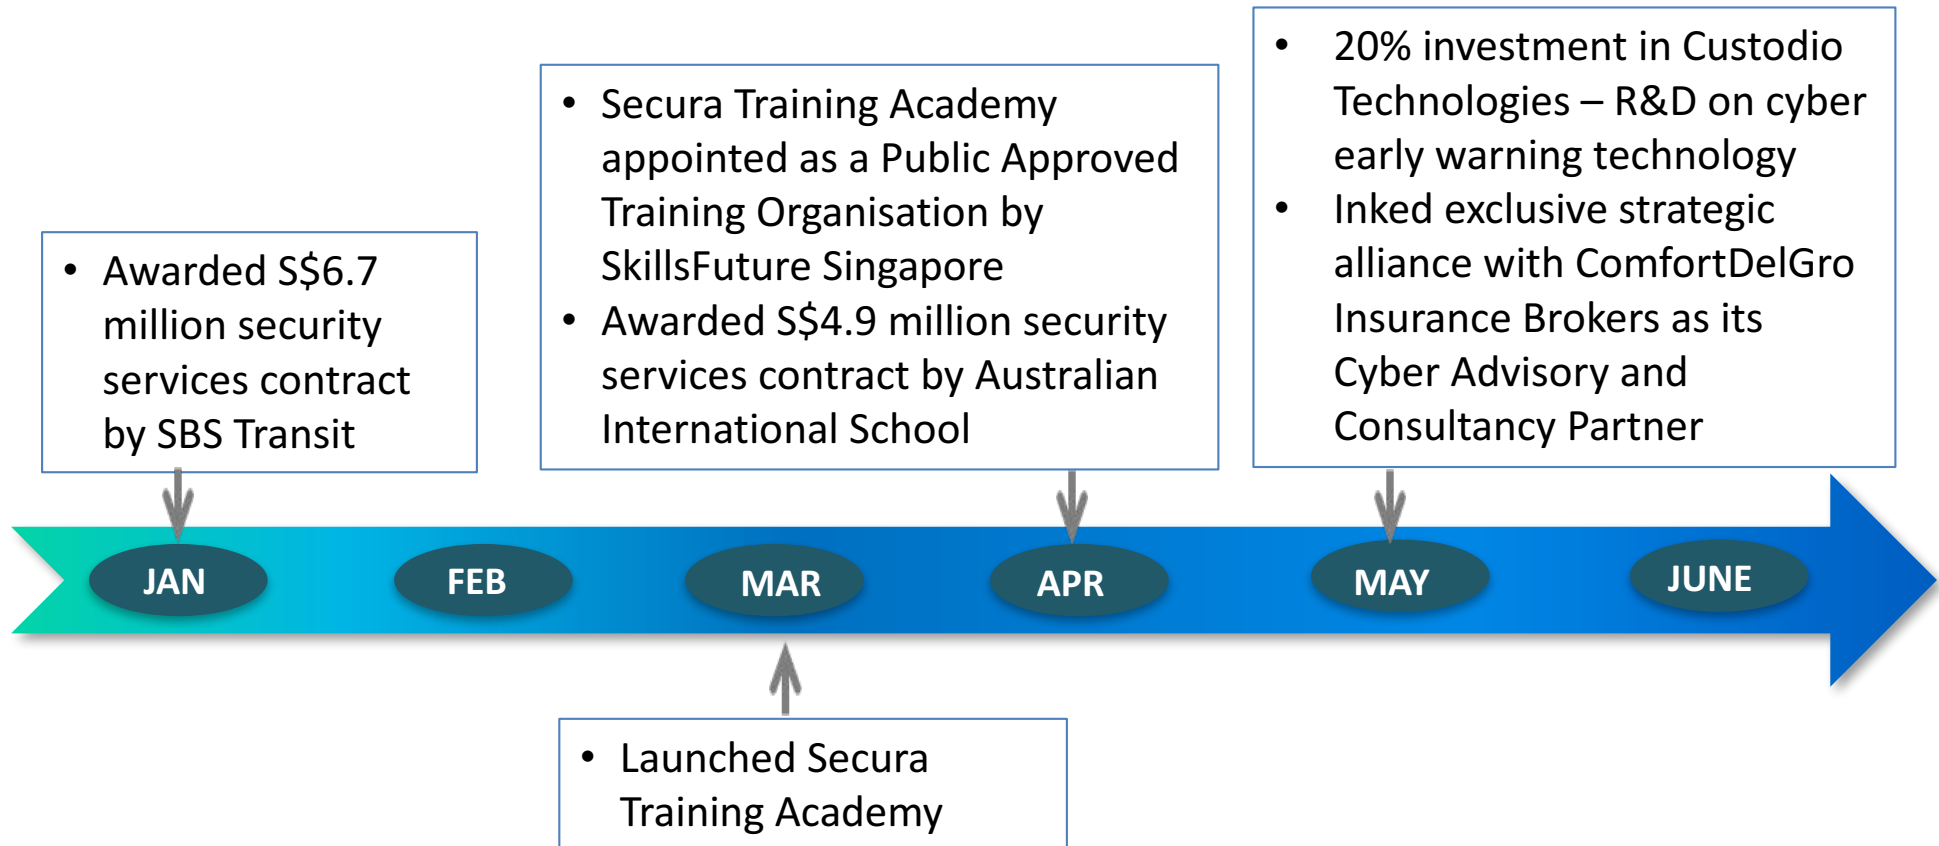 • Awarded S$6.7
million security
services contract
by SBS Transit
• Secura Training Academy
appointed as a Public Approved
Training Organisation by
SkillsFuture Singapore
• Awarded S$4.9 million security
services contract by Australian
International School
• 20% investment in Custodio
Technologies – R&D on cyber
early warning technology
• Inked exclusive strategic
alliance with ComfortDelGro
Insurance Brokers as its
Cyber Advisory and
Consultancy Partner
JAN
FEB
MAR
APR
MAY
JUNE
• Launched Secura
Training Academy